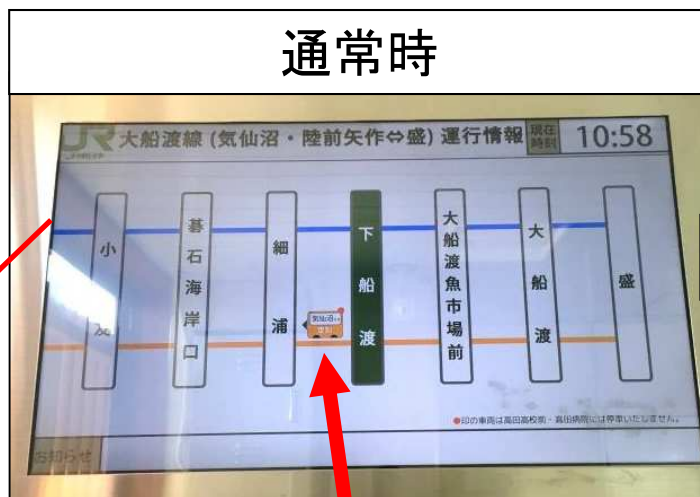 通常時
JR 大船渡線 (気仙沼・陸前矢作⇔盛) 運行情報 現在時刻 10:58
小友
碁石海岸口
細浦
下船渡
大船渡魚市場前
大船渡
盛
●印の車両は高田高校前・高田病院には停車いたしません。
お知らせ